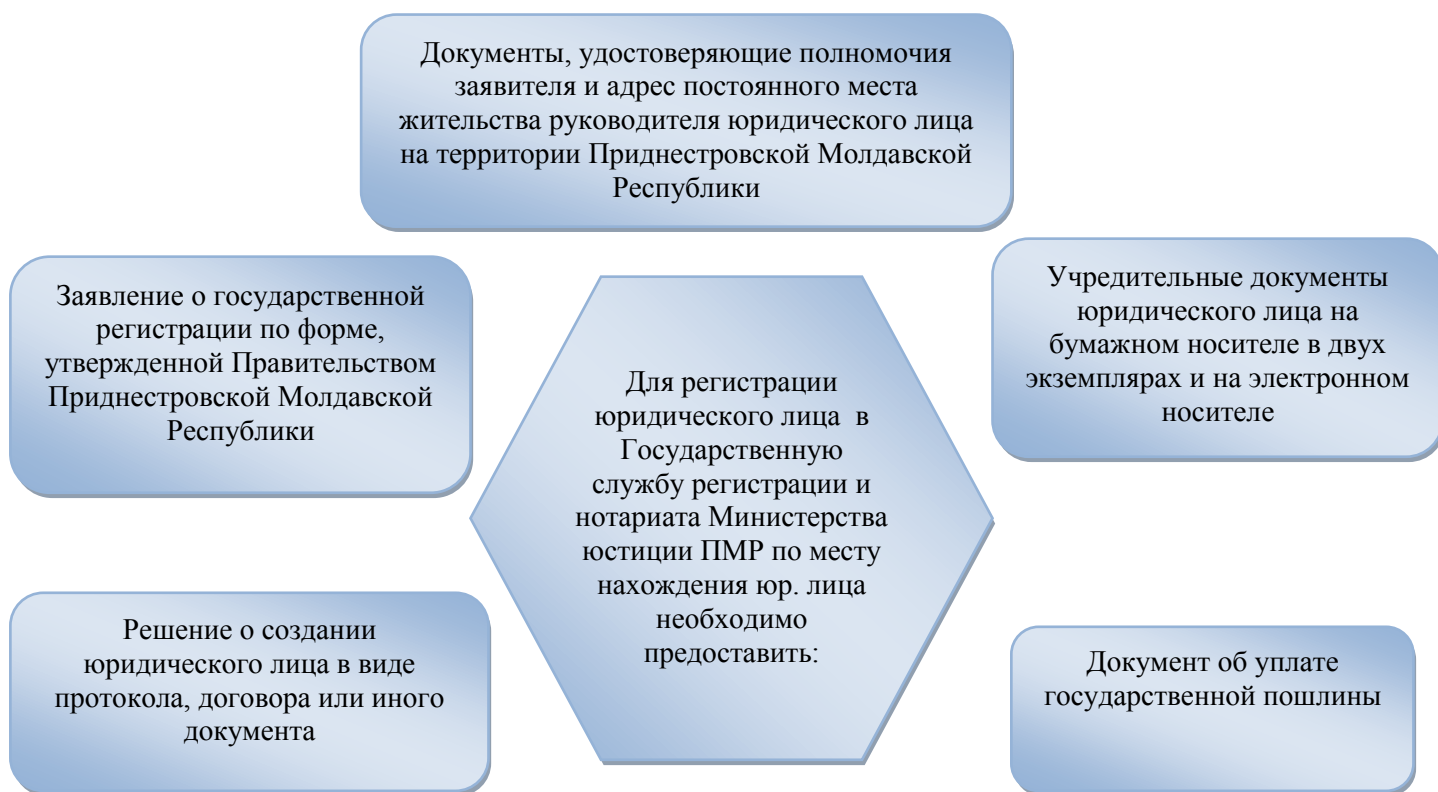 Документы, удостоверяющие полномочия
заявителя и адрес постоянного места
жительства руководителя юридического лица
на территории Приднестровской Молдавской
Республики
Заявление о государственной
регистрации по форме,
утвержденной Правительством
Приднестровской Молдавской
Республики
Учредительные документы
юридического лица на
бумажном носителе в двух
экземплярах и на электронном
носителе
Для регистрации
юридического лица в
Государственную
службу регистрации и
нотариата Министерства
юстиции ПМР по месту
нахождения юр. лица
необходимо
предоставить:
Решение о создании
юридического лица в виде
протокола, договора или иного
документа
Документ об уплате
государственной пошлины